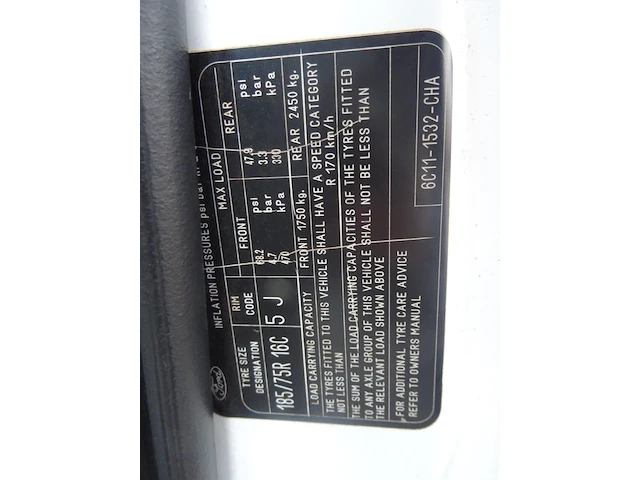 Ford
INFLATION PRESSURES psi bar kPa
TYRE SIZE DESIGNATION
RIM CODE
MAX LOAD
FRONT
REAR
psi bar kPa
psi bar kPa
185/75R 16C
5 J
68.2 4,7 470
47,9 3.3 330
LOAD CARRYING CAPACITY FRONT 1750 kg. REAR 2450 kg.
THE TYRES FITTED TO THIS VEHICLE SHALL HAVE A SPEED CATEGORY
NOT LESS THAN R 170 km/h
THE SUM OF THE LOAD CARRYING CAPACITIES OF THE TYRES FITTED
TO ANY AXLE GROUP OF THIS VEHICLE SHALL NOT BE LESS THAN
THE RELEVANT LOAD SHOWN ABOVE
FOR ADDITIONAL TYRE CARE ADVICE
REFER TO OWNERS MANUAL
6C11-1532-CHA